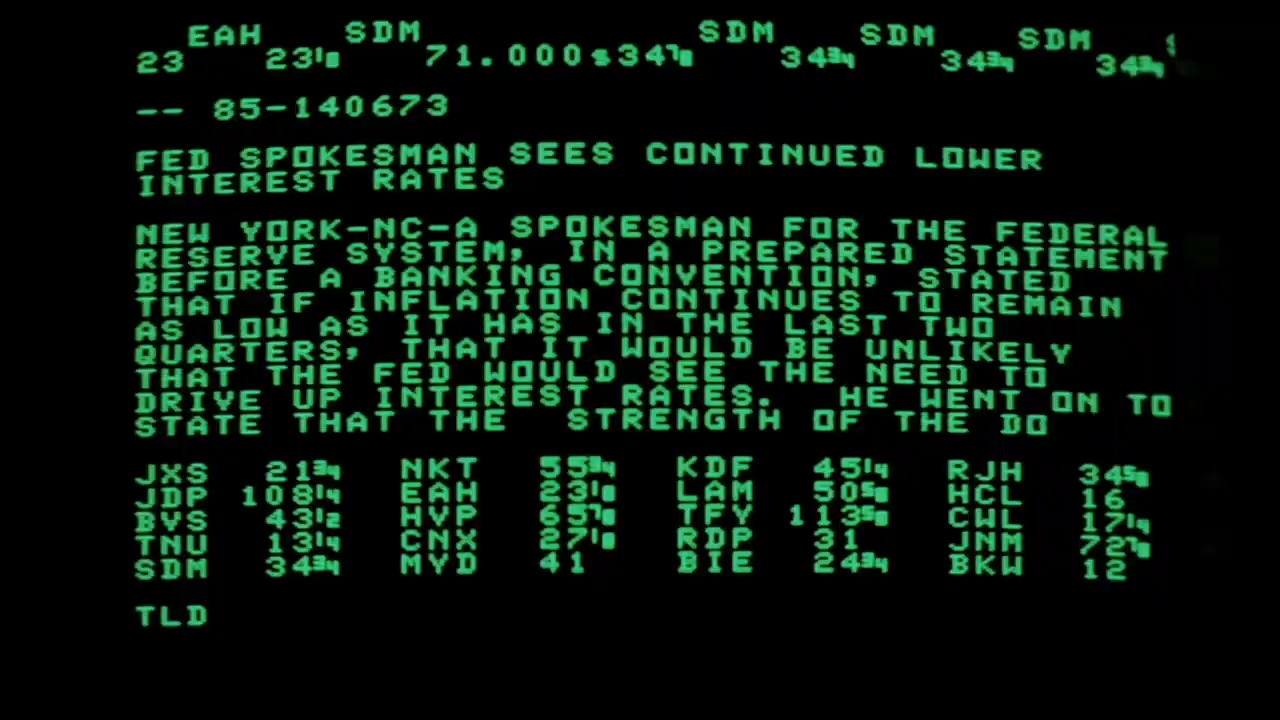 EAH SDM SDM SDM SDM
23 23⅛ 71.000s34⅞ 34¾ 34¾ 34¾
-- 85-140673
FED SPOKESMAN SEES CONTINUED LOWER
INTEREST RATES
NEW YORK-NC-A SPOKESMAN FOR THE FEDERAL
RESERVE SYSTEM, IN A PREPARED STATEMENT
BEFORE A BANKING CONVENTION, STATED
THAT IF INFLATION CONTINUES TO REMAIN
AS LOW AS IT HAS IN THE LAST TWO
QUARTERS, THAT IT WOULD BE UNLIKELY
THAT THE FED WOULD SEE THE NEED TO
DRIVE UP INTEREST RATES. HE WENT ON TO
STATE THAT THE STRENGTH OF THE DO
JXS 21¾ NKT 55¾ KDF 45¼ RJH 34⅝
JDP 108¼ EAH 23⅛ LAM 50⅝ HCL 16
BVS 43½ HVP 65⅞ TFY 113⅝ CWL 17¼
TNU 13¼ CNX 27⅛ RDP 31 JNM 72⅞
SDM 34¾ MVD 41 BIE 24¾ BKW 12
TLD